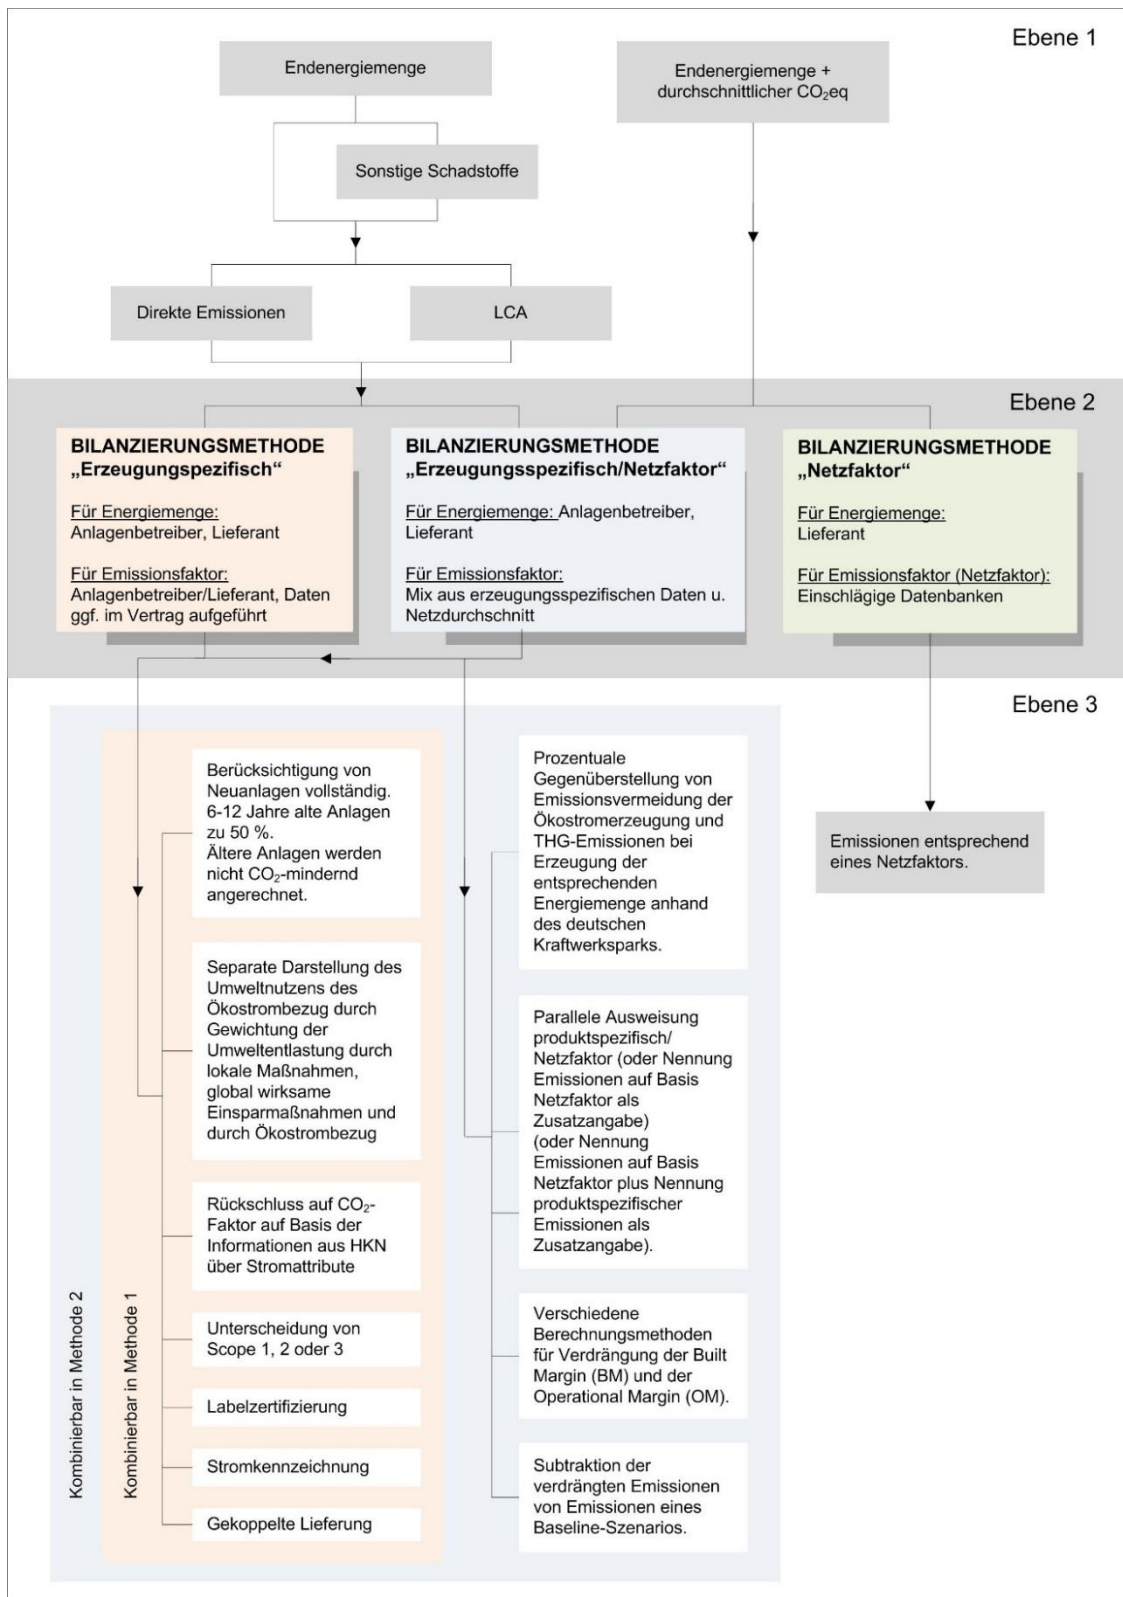 Ebene 1
Endenergiemenge
Endenergiemenge +
durchschnittlicher CO₂eq
Sonstige Schadstoffe
Direkte Emissionen
LCA
Ebene 2
BILANZIERUNGSMETHODE
„Erzeugungspezifisch“
Für Energiemenge:
Anlagenbetreiber, Lieferant
Für Emissionsfaktor:
Anlagenbetreiber/Lieferant, Daten
ggf. im Vertrag aufgeführt
BILANZIERUNGSMETHODE
„Erzeugungsspezifisch/Netzfaktor“
Für Energiemenge: Anlagenbetreiber,
Lieferant
Für Emissionsfaktor:
Mix aus erzeugungsspezifischen Daten u.
Netzdurchschnitt
BILANZIERUNGSMETHODE
„Netzfaktor“
Für Energiemenge:
Lieferant
Für Emissionsfaktor (Netzfaktor):
Einschlägige Datenbanken
Ebene 3
Kombinierbar in Methode 2
Kombinierbar in Methode 1
Berücksichtigung von
Neuanlagen vollständig.
6-12 Jahre alte Anlagen
zu 50 %.
Ältere Anlagen werden
nicht CO₂-mindernd
angerechnet.
Separate Darstellung des
Umweltnutzens des
Ökostrombezug durch
Gewichtung der
Umweltentlastung durch
lokale Maßnahmen,
global wirksame
Einsparmaßnahmen und
durch Ökostrombezug
Rückschluss auf CO₂-
Faktor auf Basis der
Informationen aus HKN
über Stromattribute
Unterscheidung von
Scope 1, 2 oder 3
Labelzertifizierung
Stromkennzeichnung
Gekoppelte Lieferung
Prozentuale
Gegenüberstellung von
Emissionsvermeidung der
Ökostromerzeugung und
THG-Emissionen bei
Erzeugung der
entsprechenden
Energiemenge anhand
des deutschen
Kraftwerksparks.
Parallele Ausweisung
produktspezifisch/
Netzfaktor (oder Nennung
Emissionen auf Basis
Netzfaktor als
Zusatzangabe)
(oder Nennung
Emissionen auf Basis
Netzfaktor plus Nennung
produktspezifischer
Emissionen als
Zusatzangabe).
Verschiedene
Berechnungsmethoden
für Verdrängung der Built
Margin (BM) und der
Operational Margin (OM).
Subtraktion der
verdrängten Emissionen
von Emissionen eines
Baseline-Szenarios.
Emissionen entsprechend
eines Netzfaktors.